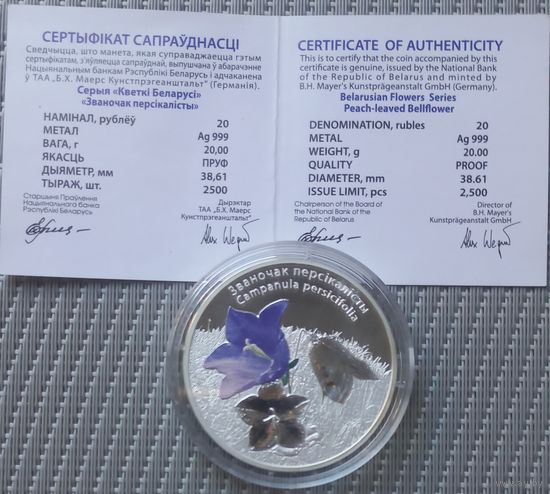 СЕРТЫФІКАТ САПРАЎДНАСЦІ
Сведчыцца, што манета, якая суправаджаецца гэтым
сертыфікатам, з'яўляецца сапраўднай, выпушчана ў абарачэнне
Нацыянальным банкам Рэспублікі Беларусь і адчаканена
ў ТАА „Б.Х. Маерс Кунстпрэгеанштальт" (Германія).
Серыя «Кветкі Беларусі»
«Званочак персікалісты»
НАМІНАЛ, рублёў 20
МЕТАЛ Ag 999
ВАГА, г 20,00
ЯКАСЦЬ ПРУФ
ДЫЯМЕТР, мм 38,61
ТЫРАЖ, шт. 2500
Старшыня Праўлення
Нацыянальнага банка
Рэспублікі Беларусь
Дырэктар
ТАА „Б.Х. Маерс
Кунстпрэгеанштальт"
CERTIFICATE OF AUTHENTICITY
This is to certify that the coin accompanied by this
certificate is genuine, issued by the National Bank
of the Republic of Belarus and minted by
B.H. Mayer's Kunstprägeanstalt GmbH (Germany).
Belarusian Flowers Series
Peach-leaved Bellflower
DENOMINATION, rubles 20
METAL Ag 999
WEIGHT, g 20.00
QUALITY PROOF
DIAMETER, mm 38.61
ISSUE LIMIT, pcs 2,500
Chairperson of the Board of
the National Bank of the
Republic of Belarus
Director of
B.H. Mayer's
Kunstprägeanstalt GmbH
Званочак персікалісты
Campanula persicifolia